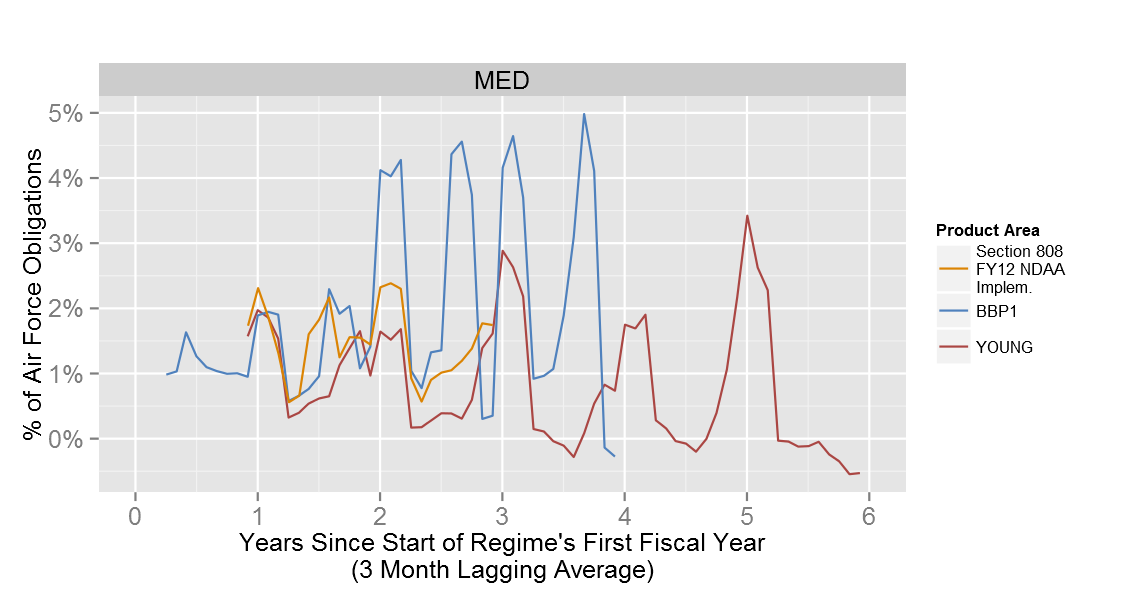 MED
5%
4%
3%
2%
1%
0%
% of Air Force Obligations
0 1 2 3 4 5 6
Years Since Start of Regime's First Fiscal Year
(3 Month Lagging Average)
Product Area
Section 808
FY12 NDAA
Implem.
BBP1
YOUNG